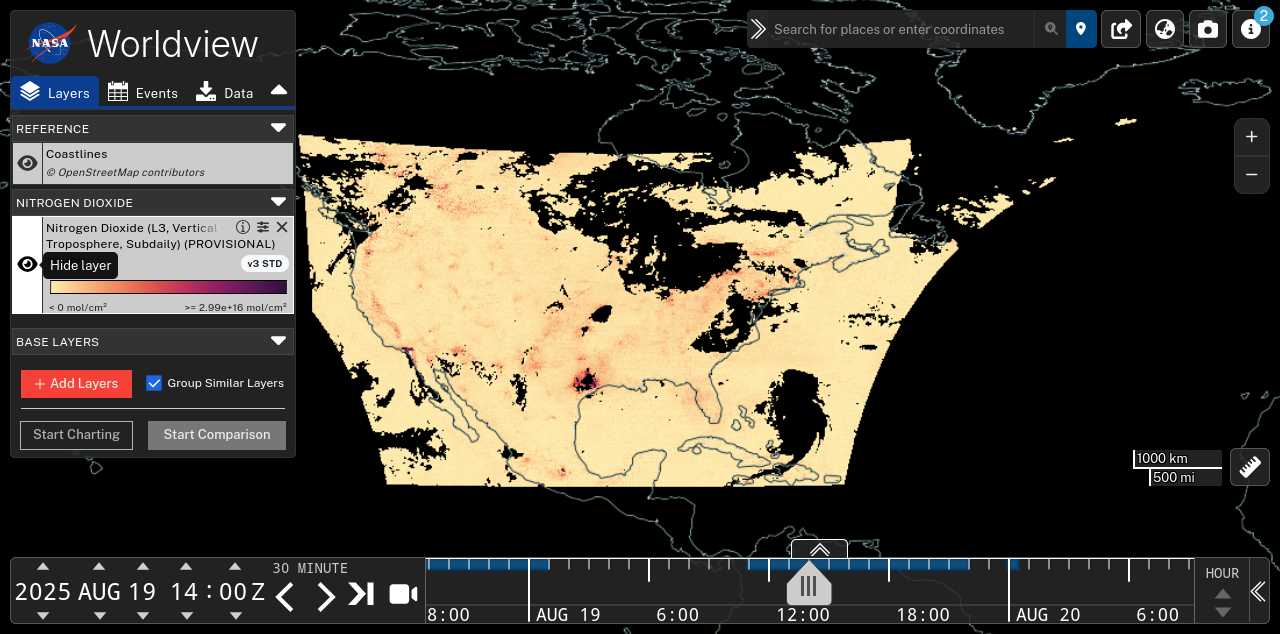 NASA
Worldview
Layers
Events
Data
REFERENCE
Coastlines
© OpenStreetMap contributors
NITROGEN DIOXIDE
Nitrogen Dioxide (L3, Vertical
Troposphere, Subdaily) (PROVISIONAL)
Hide layer
v3 STD
< 0 mol/cm²
>= 2.99e+16 mol/cm²
BASE LAYERS
+ Add Layers
Group Similar Layers
Start Charting
Start Comparison
Search for places or enter coordinates
2
+
−
1000 km
500 mi
2025 AUG 19 14 : 00 Z
30 MINUTE
8:00
AUG 19
6:00
12:00
18:00
AUG 20
6:00
HOUR